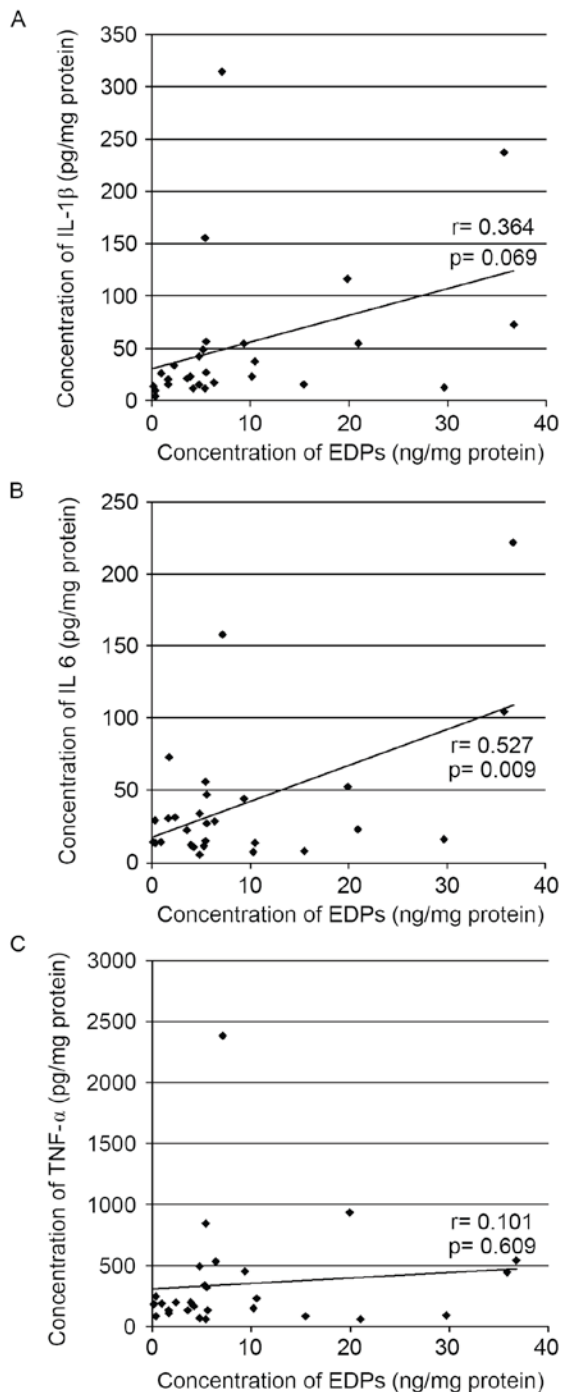 A
Concentration of IL-1β (pg/mg protein)
350
300
250
200
150
100
50
0
r= 0.364
p= 0.069
0 10 20 30 40
Concentration of EDPs (ng/mg protein)
B
Concentration of IL 6 (pg/mg protein)
250
200
150
100
50
0
r= 0.527
p= 0.009
0 10 20 30 40
Concentration of EDPs (ng/mg protein)
C
Concentration of TNF-α (pg/mg protein)
3000
2500
2000
1500
1000
500
0
r= 0.101
p= 0.609
0 10 20 30 40
Concentration of EDPs (ng/mg protein)